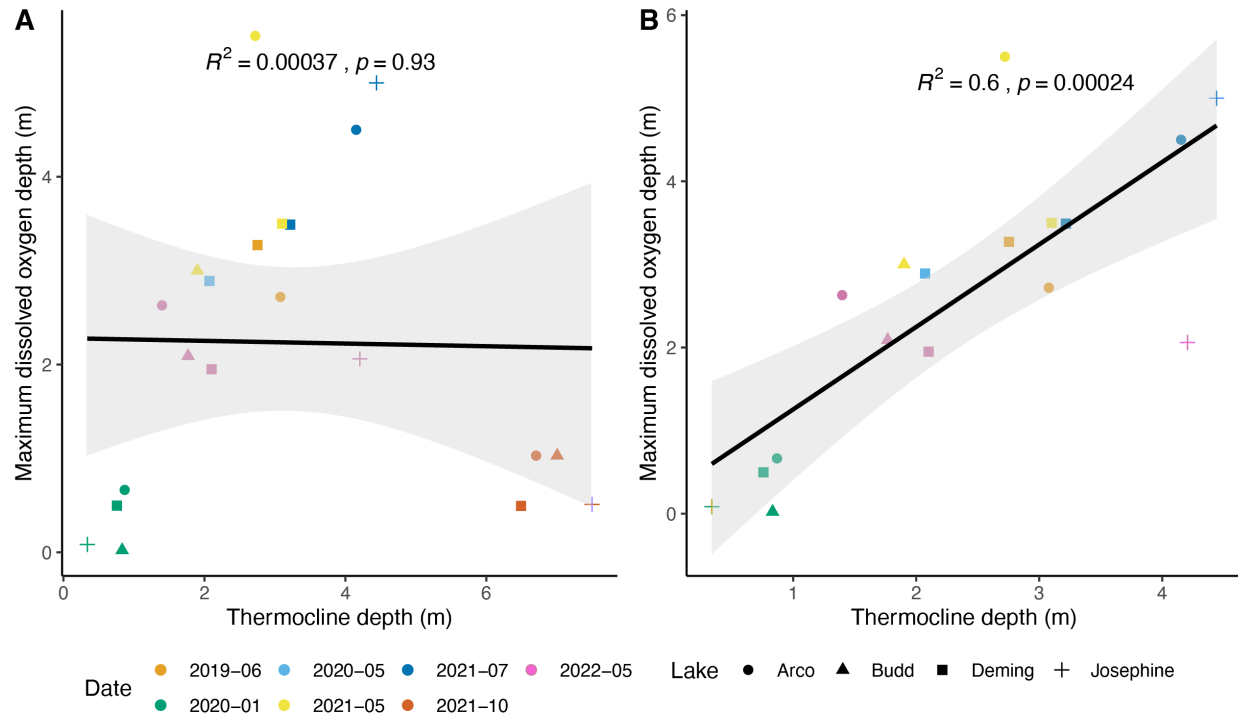 A
R² = 0.00037 , p = 0.93
Maximum dissolved oxygen depth (m)
4
2
0
0 2 4 6
Thermocline depth (m)
B
R² = 0.6 , p = 0.00024
Maximum dissolved oxygen depth (m)
6
4
2
0
1 2 3 4
Thermocline depth (m)
Date
2019−06 2020−05 2021−07 2022−05
2020−01 2021−05 2021−10
Lake Arco Budd Deming Josephine